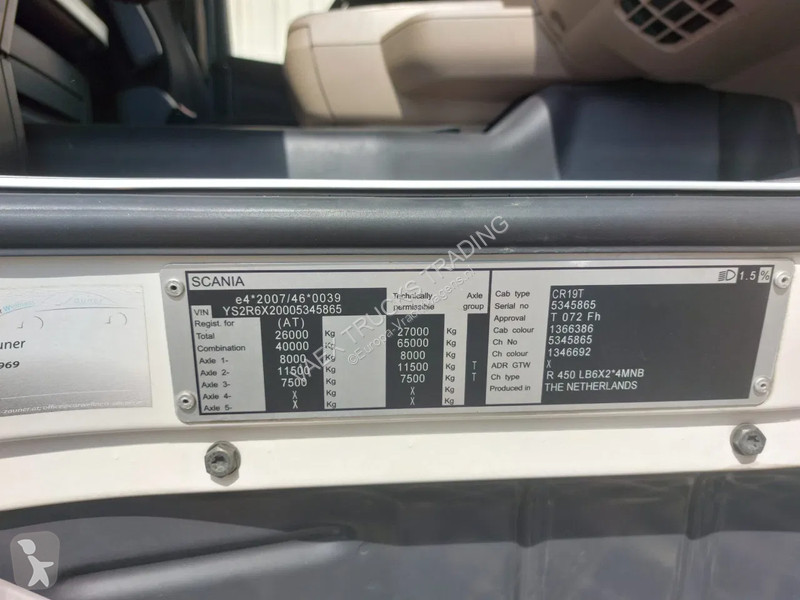 SCANIA
1.5 %
e4*2007/46*0039
VIN YS2R6X20005345865
Technically permissible
Axle group
Regist. for (AT)
Total 26000 Kg 27000 Kg
Combination 40000 Kg 65000 Kg
Axle 1- 8000 Kg 8000 Kg
Axle 2- 11500 Kg 11500 Kg T
Axle 3- 7500 Kg 7500 Kg T
Axle 4- X Kg X Kg
Axle 5- X Kg X Kg
Cab type CR19T
Serial no 5345865
Approval T 072 Fh
Cab colour 1366386
Ch No 5345865
Ch colour 1346692
ADR GTW X
Ch type R 450 LB6X2*4MNB
Produced in THE NETHERLANDS
uner
969
NAEX TRUCKS TRADING